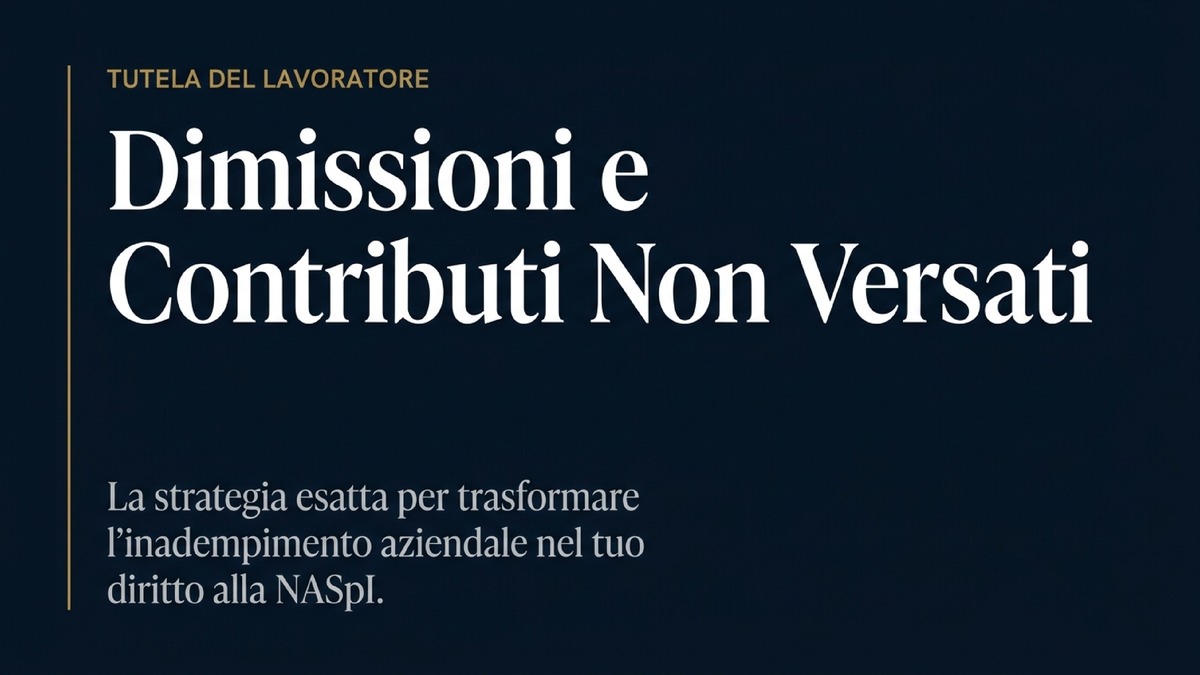 TUTELA DEL LAVORATORE
Dimissioni e
Contributi Non Versati
La strategia esatta per trasformare
l’inadempimento aziendale nel tuo
diritto alla NASpI.